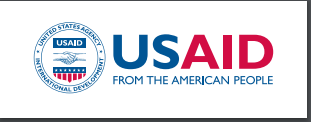 UNITED STATES AGENCY
USAID
INTERNATIONAL DEVELOPMENT
USAID
FROM THE AMERICAN PEOPLE